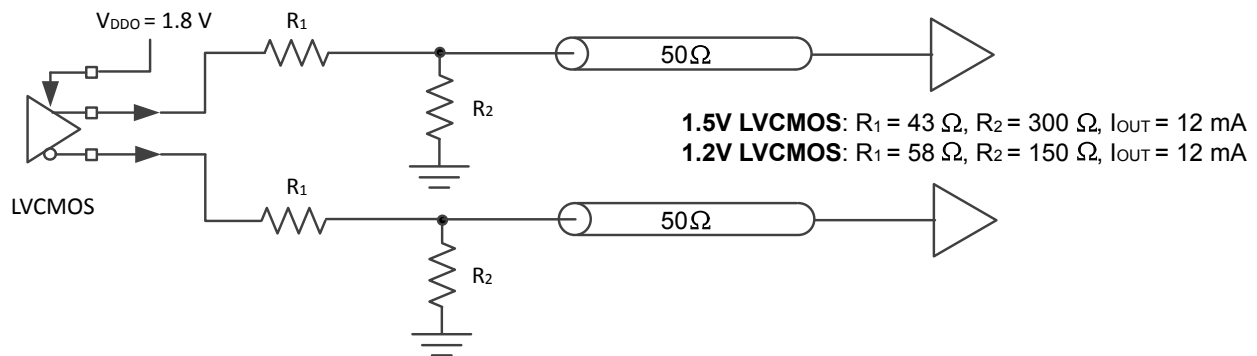 VDDO = 1.8 V
R1
50Ω
R2
1.5V LVCMOS: R1 = 43 Ω, R2 = 300 Ω, IOUT = 12 mA
1.2V LVCMOS: R1 = 58 Ω, R2 = 150 Ω, IOUT = 12 mA
LVCMOS
R1
50Ω
R2